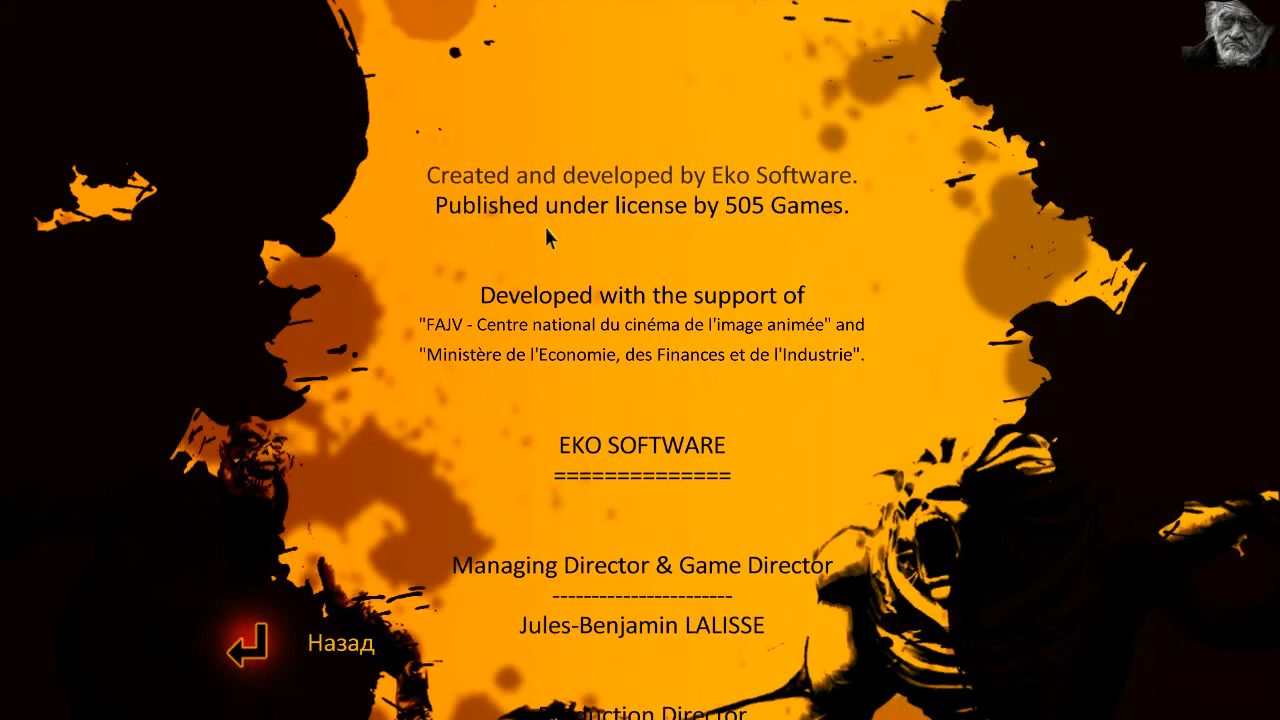 Created and developed by Eko Software.
Published under license by 505 Games.
Developed with the support of
"FAJV - Centre national du cinéma de l'image animée" and
"Ministère de l'Economie, des Finances et de l'Industrie".
EKO SOFTWARE
==============
Managing Director & Game Director
-----------------------
Jules-Benjamin LALISSE
Назад
Director